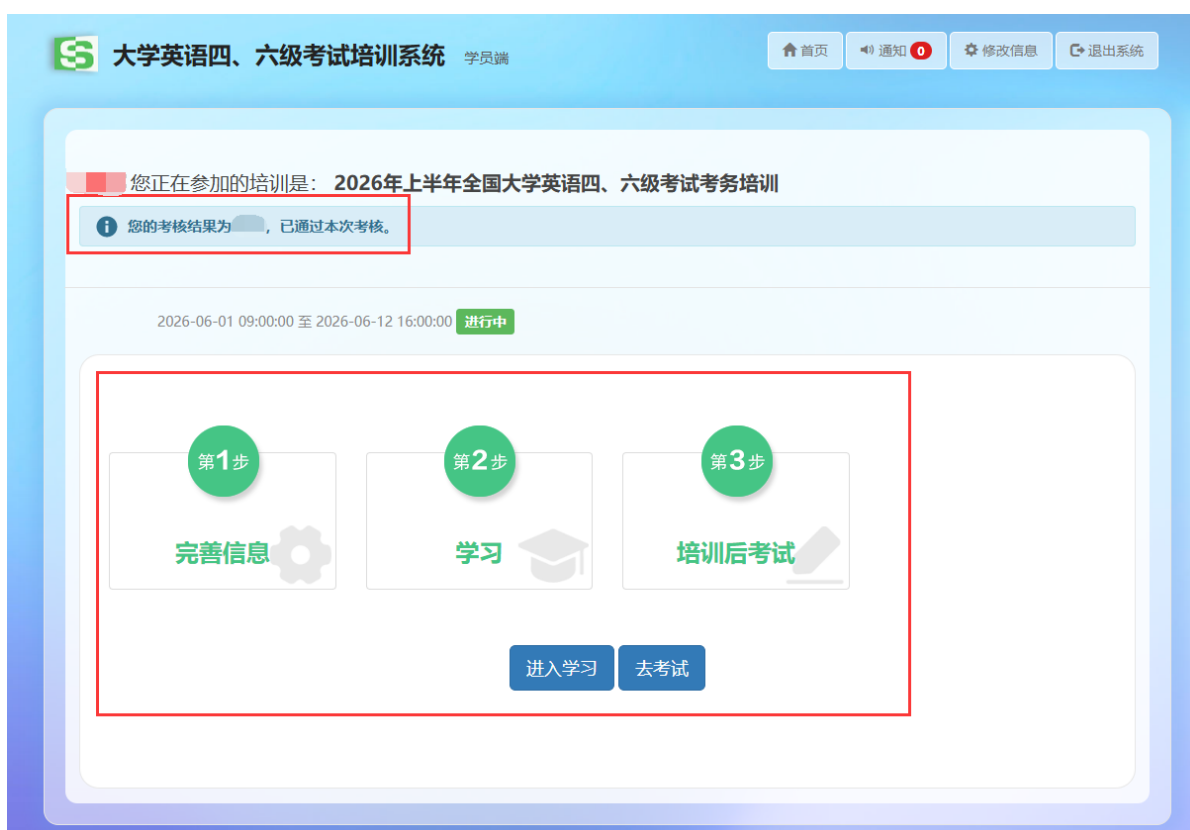 大学英语四、六级考试培训系统 学员端
首页 通知 0 修改信息 退出系统
您正在参加的培训是： 2026年上半年全国大学英语四、六级考试考务培训
您的考核结果为 ，已通过本次考核。
2026-06-01 09:00:00 至 2026-06-12 16:00:00 进行中
第1步 第2步 第3步
完善信息 学习 培训后考试
进入学习 去考试